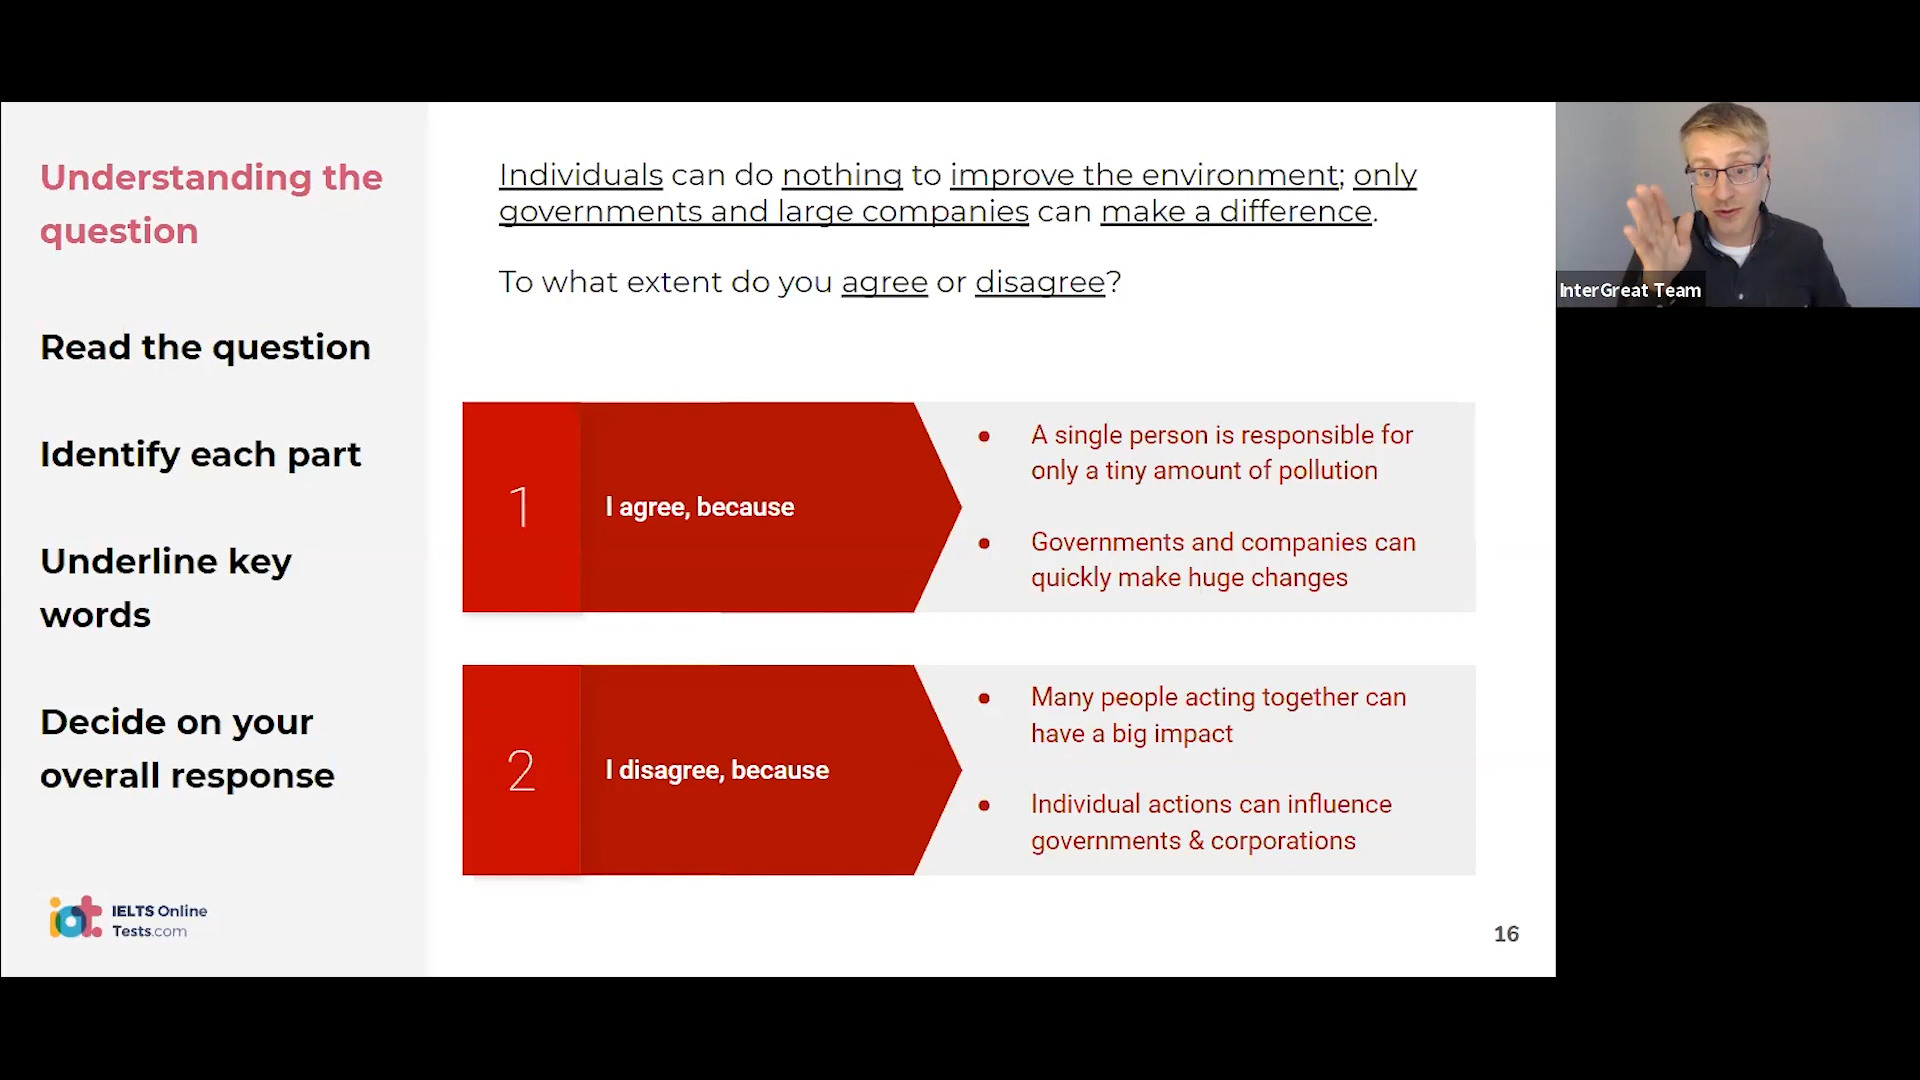 Understanding the
question
Read the question
Identify each part
Underline key
words
Decide on your
overall response
IELTS Online
Tests.com
Individuals can do nothing to improve the environment; only
governments and large companies can make a difference.
To what extent do you agree or disagree?
1
I agree, because
● A single person is responsible for
only a tiny amount of pollution
● Governments and companies can
quickly make huge changes
2
I disagree, because
● Many people acting together can
have a big impact
● Individual actions can influence
governments & corporations
16
InterGreat Team